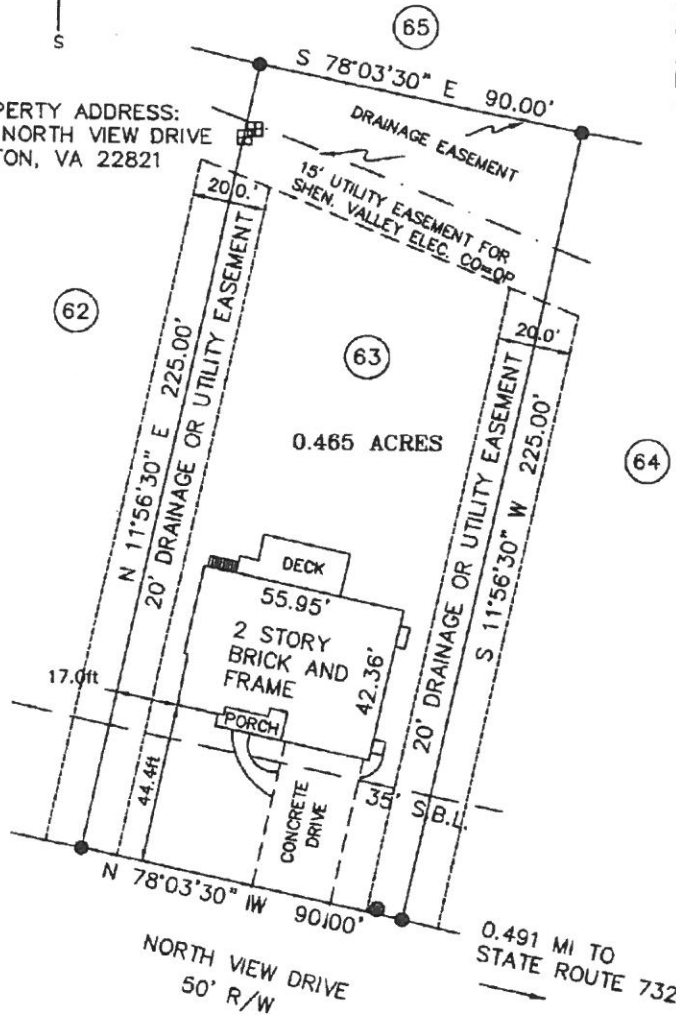 S
65
S 78°03'30" E 90.00'
PERTY ADDRESS:
NORTH VIEW DRIVE
TON, VA 22821
DRAINAGE EASEMENT
15' UTILITY EASEMENT FOR
SHEN. VALLEY ELEC. CO=OP
20.0'
20.0'
62
63
64
0.465 ACRES
N 11°56'30" E 225.00'
20' DRAINAGE OR UTILITY EASEMENT
20' DRAINAGE OR UTILITY EASEMENT
S 11°56'30" W 225.00'
DECK
55.95'
2 STORY
BRICK AND
FRAME
42.36'
17.0ft
PORCH
44.4ft
35' S.B.L.
CONCRETE
DRIVE
N 78°03'30" W 90.00'
NORTH VIEW DRIVE
50' R/W
0.491 MI TO
STATE ROUTE 732